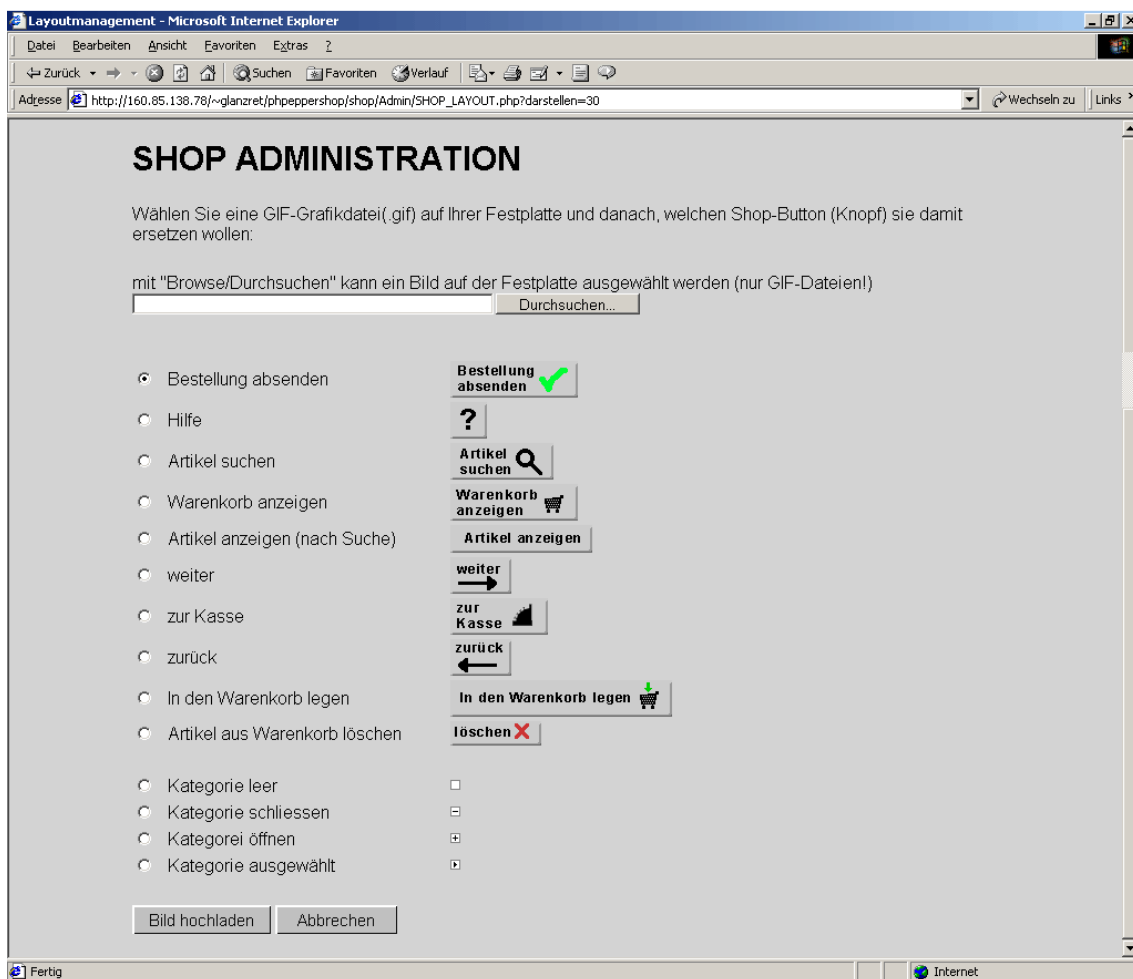 Layoutmanagement - Microsoft Internet Explorer
Datei Bearbeiten Ansicht Favoriten Extras ?
Zurück Suchen Favoriten Verlauf
Adresse http://160.85.138.78/~glanzret/phpeppershop/shop/Admin/SHOP_LAYOUT.php?darstellen=30 Wechseln zu Links
SHOP ADMINISTRATION
Wählen Sie eine GIF-Grafikdatei(.gif) auf Ihrer Festplatte und danach, welchen Shop-Button (Knopf) sie damit
ersetzen wollen:
mit "Browse/Durchsuchen" kann ein Bild auf der Festplatte ausgewählt werden (nur GIF-Dateien!)
Durchsuchen...
Bestellung absenden Bestellung
absenden
Hilfe ?
Artikel suchen Artikel
suchen
Warenkorb anzeigen Warenkorb
anzeigen
Artikel anzeigen (nach Suche) Artikel anzeigen
weiter weiter
zur Kasse zur
Kasse
zurück zurück
In den Warenkorb legen In den Warenkorb legen
Artikel aus Warenkorb löschen löschen
Kategorie leer
Kategorie schliessen
Kategorei öffnen
Kategorie ausgewählt
Bild hochladen Abbrechen
Fertig Internet